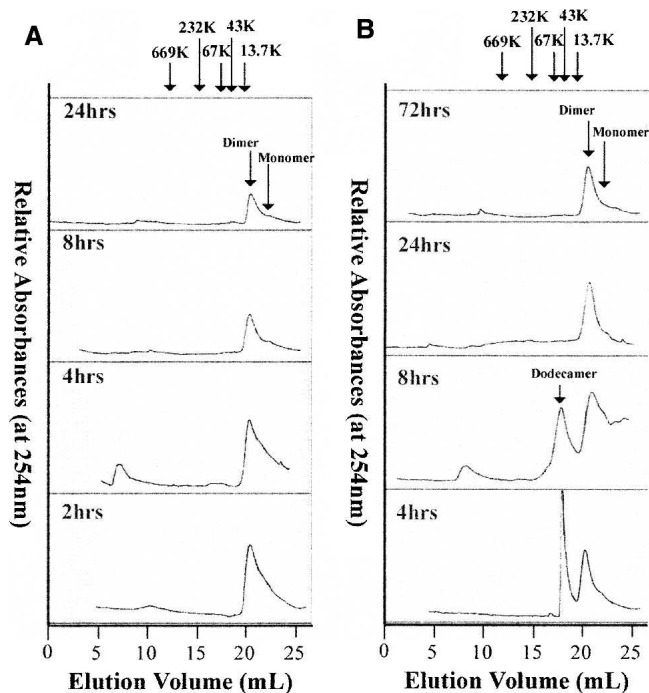 A
669K 232K 67K 43K 13.7K
24hrs
Dimer
Monomer
8hrs
4hrs
2hrs
Relative Absorbances (at 254nm)
0 5 10 15 20 25
Elution Volume (mL)
B
669K 232K 67K 43K 13.7K
72hrs
Dimer
Monomer
24hrs
8hrs
Dodecamer
4hrs
Relative Absorbances (at 254nm)
0 5 10 15 20 25
Elution Volume (mL)